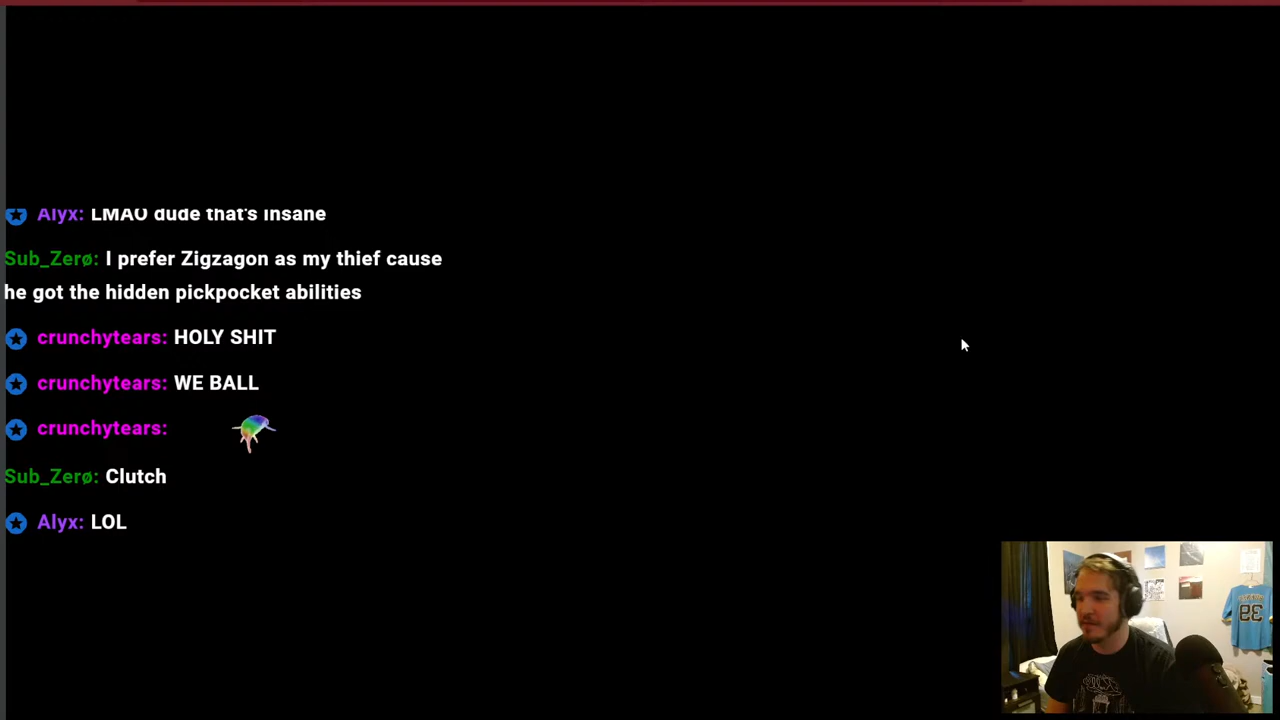 Alyx: LMAO dude that's insane
Sub_Zerø: I prefer Zigzagon as my thief cause
he got the hidden pickpocket abilities
crunchytears: HOLY SHIT
crunchytears: WE BALL
crunchytears:
Sub_Zerø: Clutch
Alyx: LOL